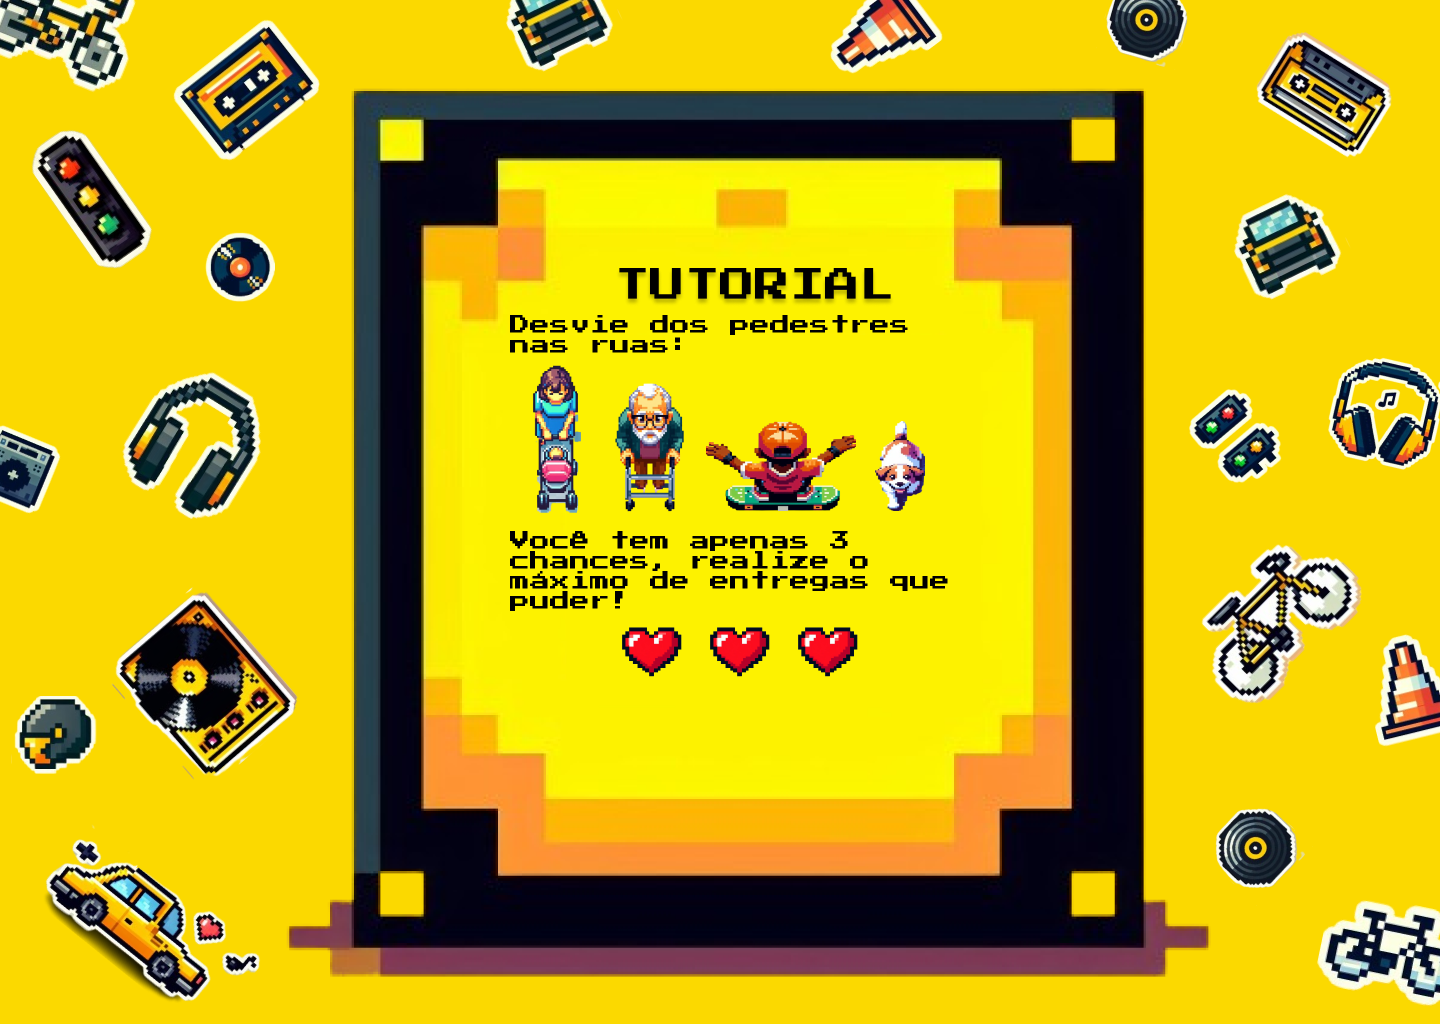 TUTORIAL
Desvie dos pedestres
nas ruas:
Você tem apenas 3
chances, realize o
máximo de entregas que
puder!